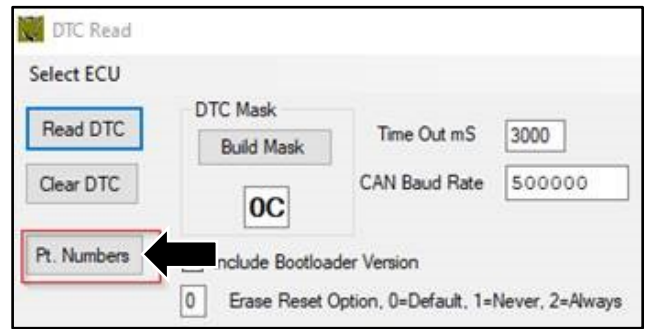 DTC Read
Select ECU
Read DTC
DTC Mask
Build Mask
Time Out mS 3000
Clear DTC
CAN Baud Rate 500000
0C
Pt. Numbers
Include Bootloader Version
0 Erase Reset Option, 0=Default, 1=Never, 2=Always